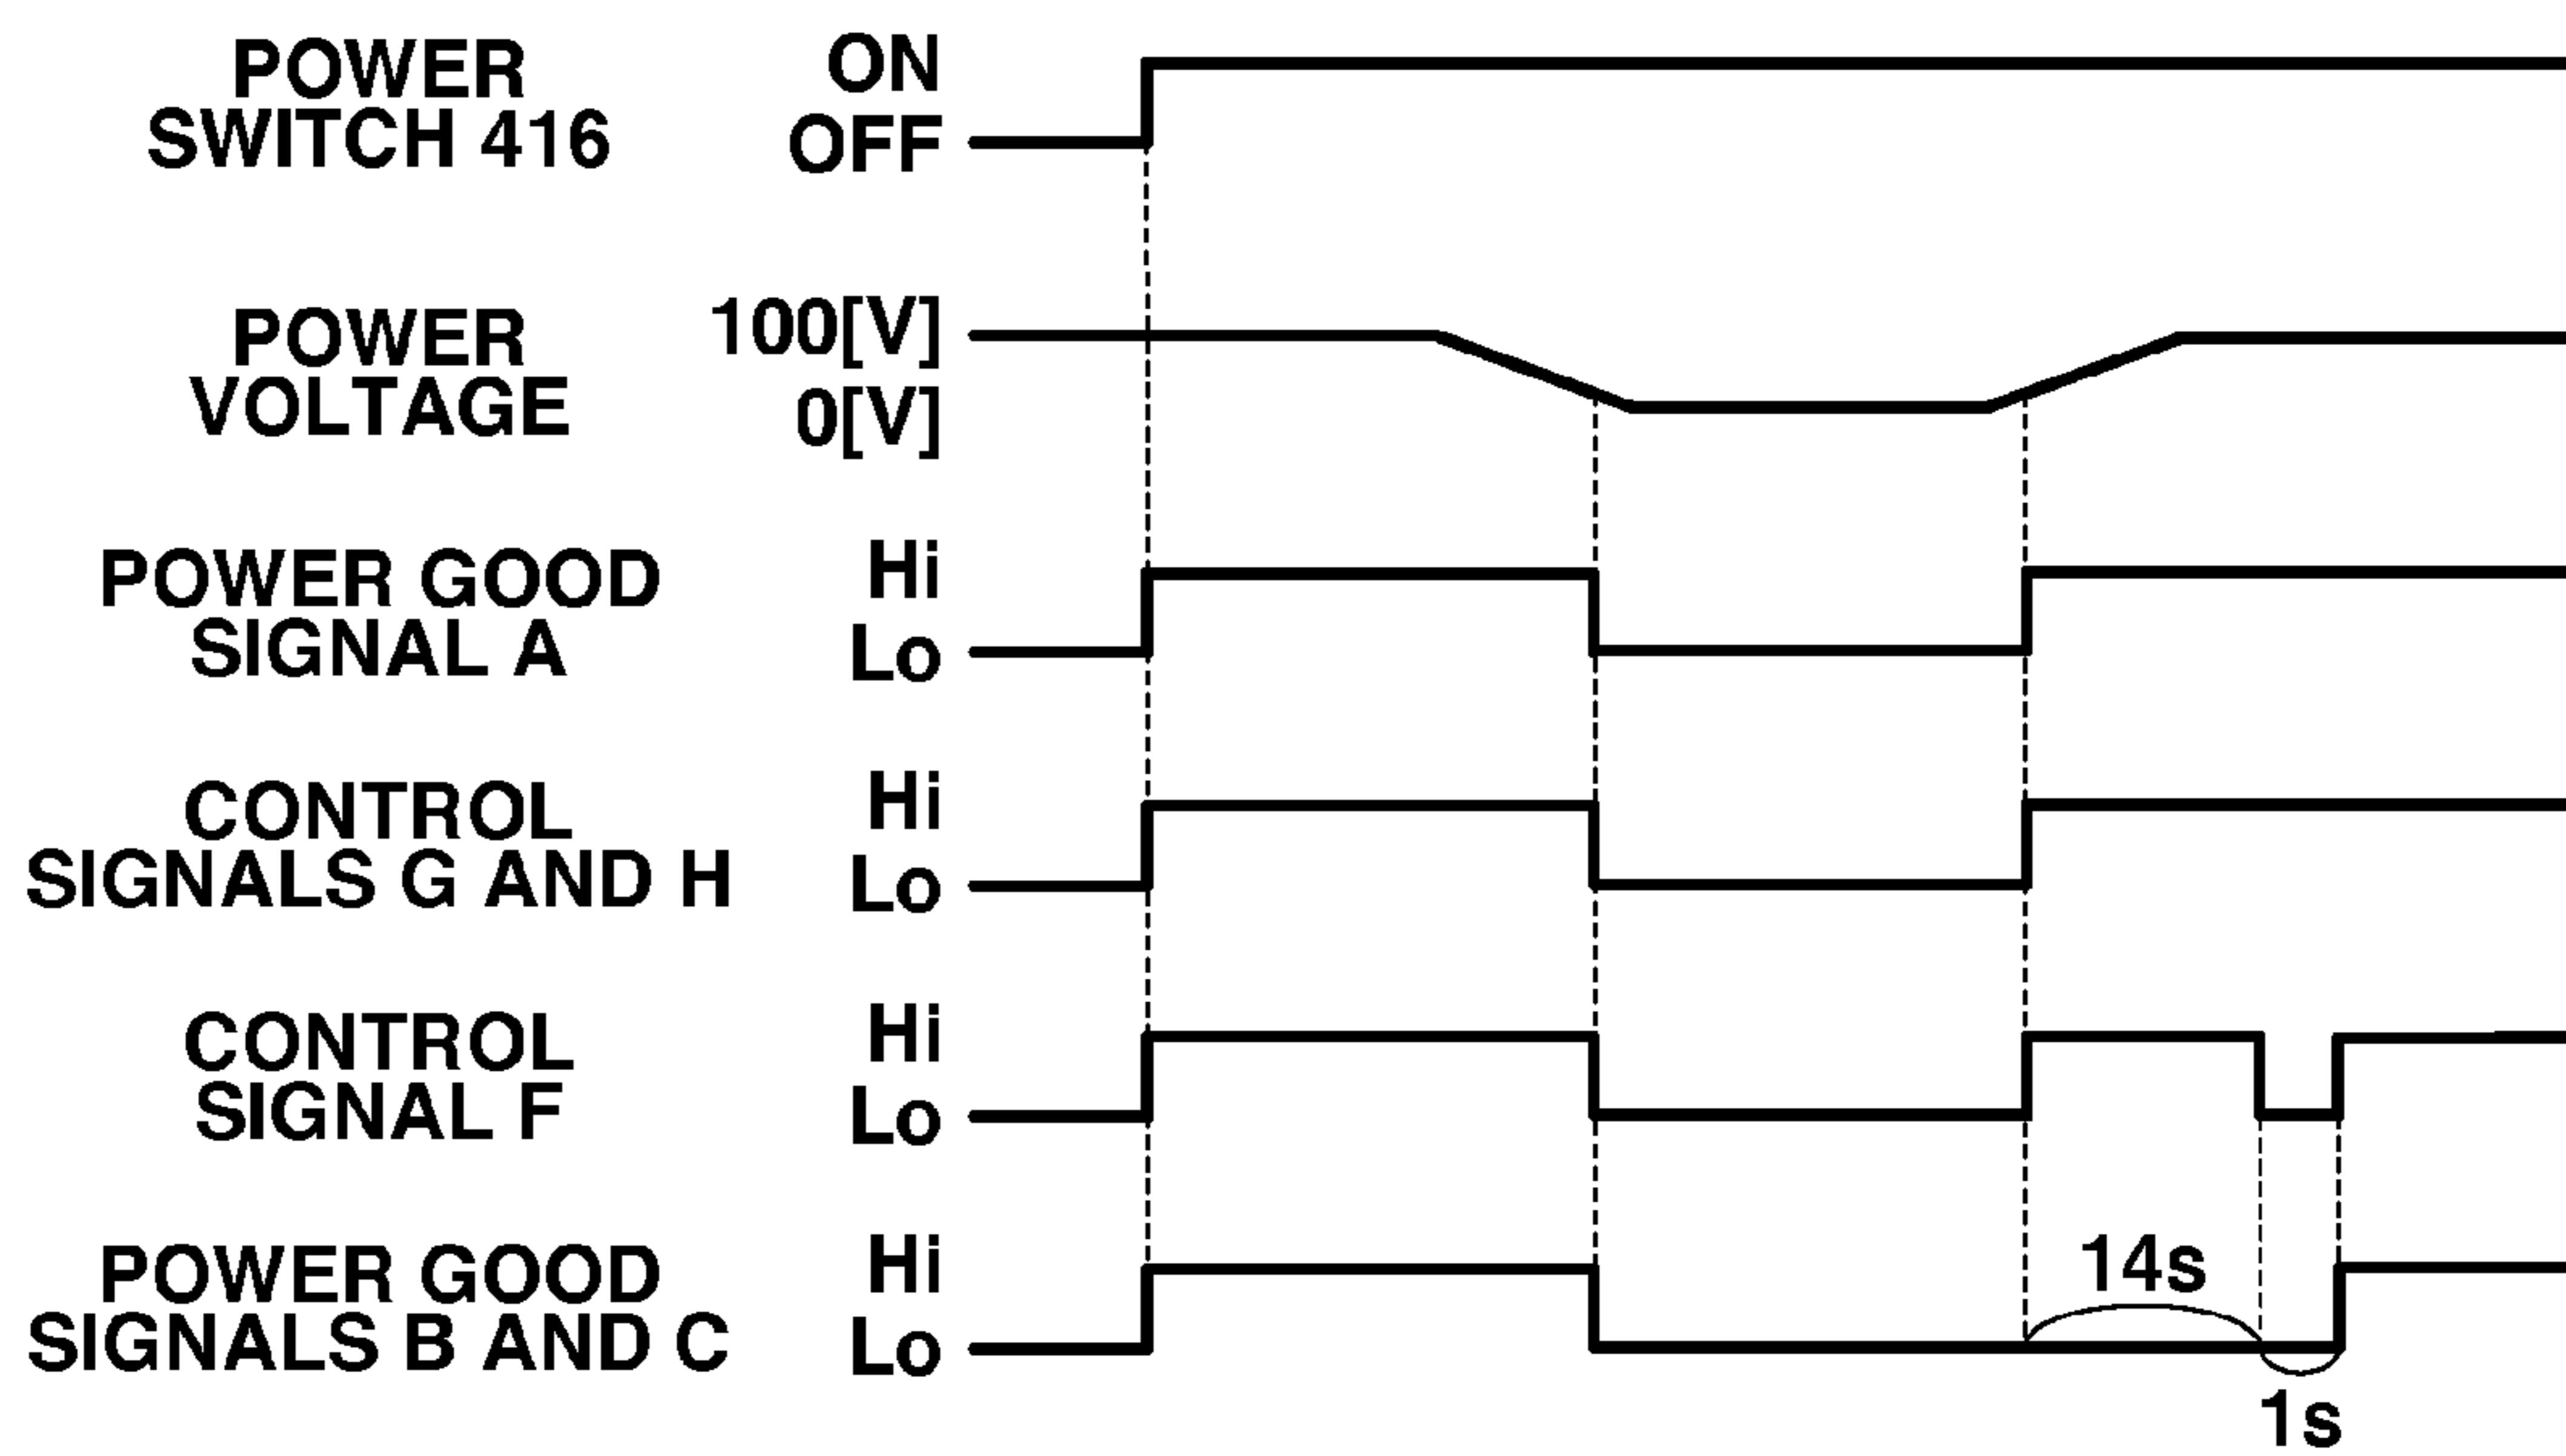 POWER
SWITCH 416
ON
OFF
POWER
VOLTAGE
100[V]
0[V]
POWER GOOD
SIGNAL A
Hi
Lo
CONTROL
SIGNALS G AND H
Hi
Lo
CONTROL
SIGNAL F
Hi
Lo
POWER GOOD
SIGNALS B AND C
Hi
Lo
14s
1s